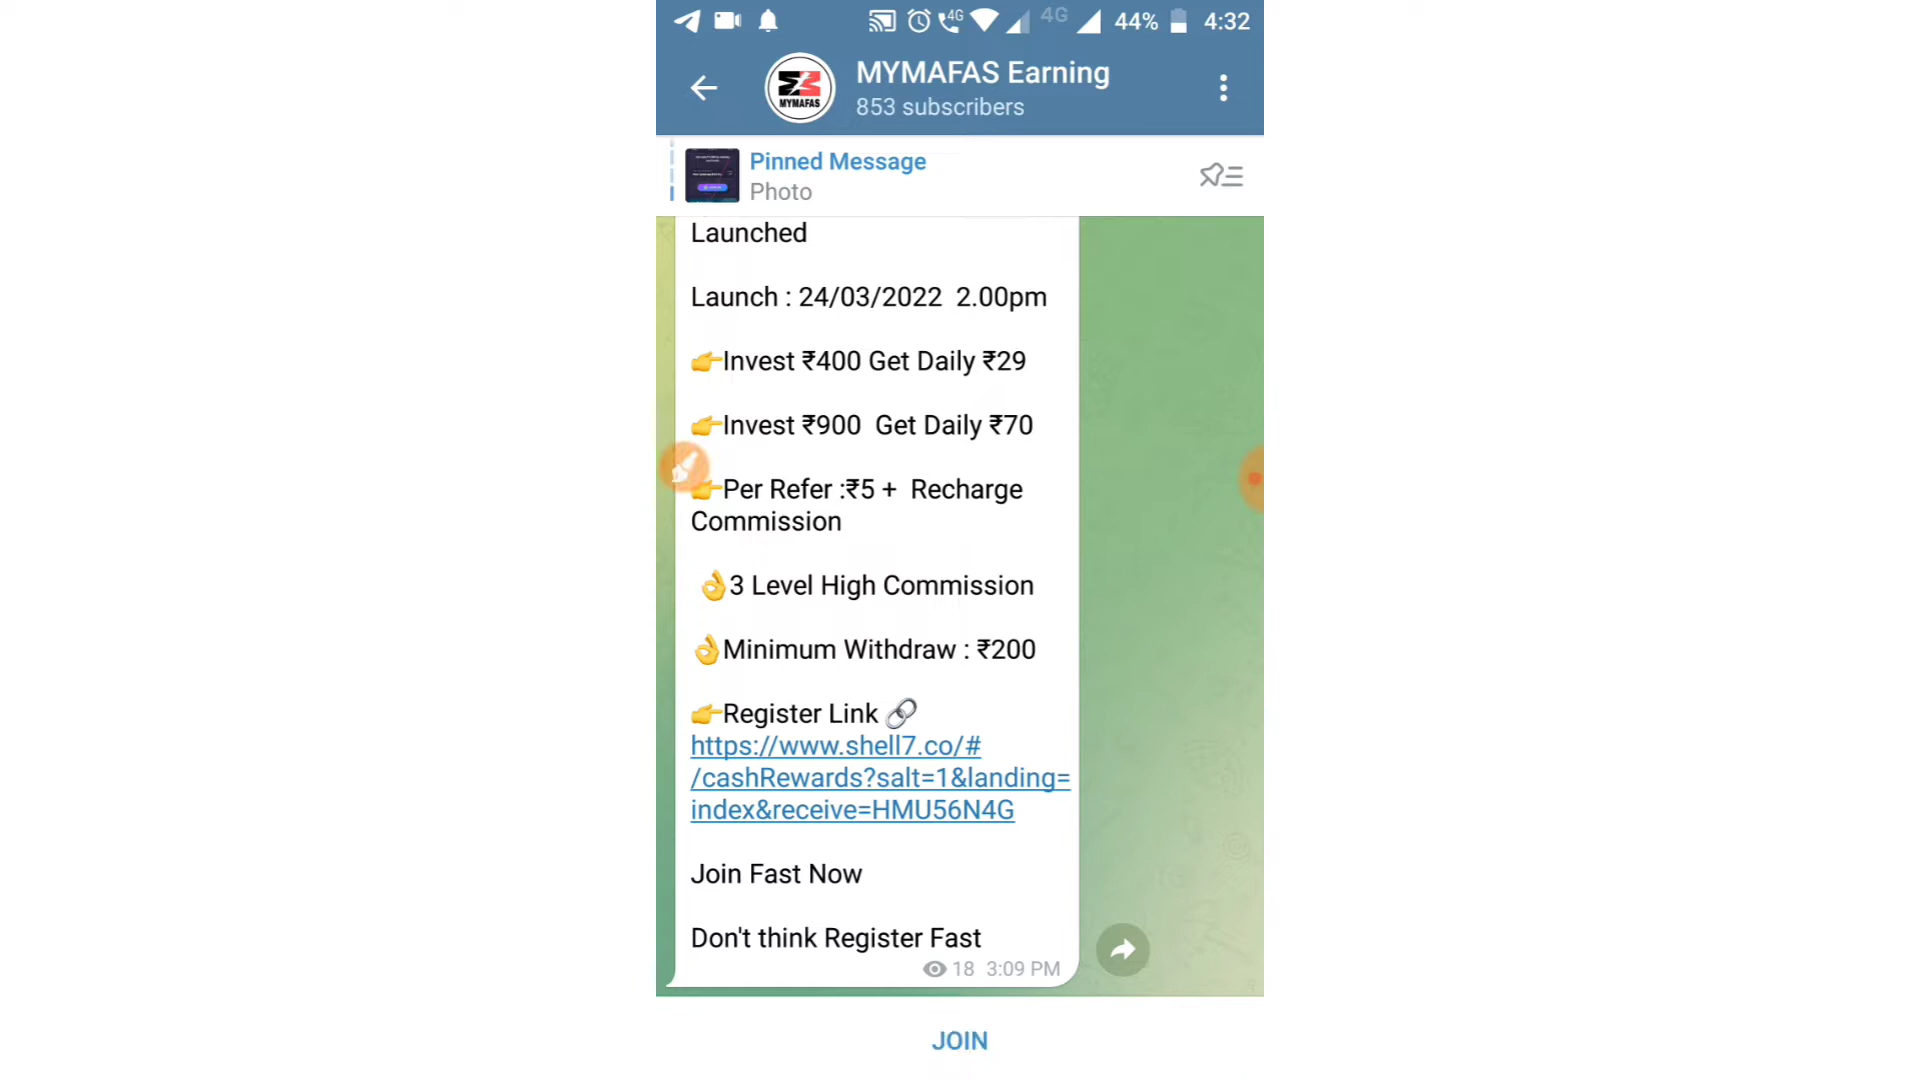 4G 4G 44% 4:32
MYMAFAS Earning
853 subscribers
MYMAFAS
Pinned Message
Photo
Launched
Launch : 24/03/2022 2.00pm
👉Invest ₹400 Get Daily ₹29
👉Invest ₹900 Get Daily ₹70
👉Per Refer :₹5 + Recharge
Commission
👌3 Level High Commission
👌Minimum Withdraw : ₹200
👉Register Link 🔗
https://www.shell7.co/#
/cashRewards?salt=1&landing=
index&receive=HMU56N4G
Join Fast Now
Don't think Register Fast
18 3:09 PM
JOIN